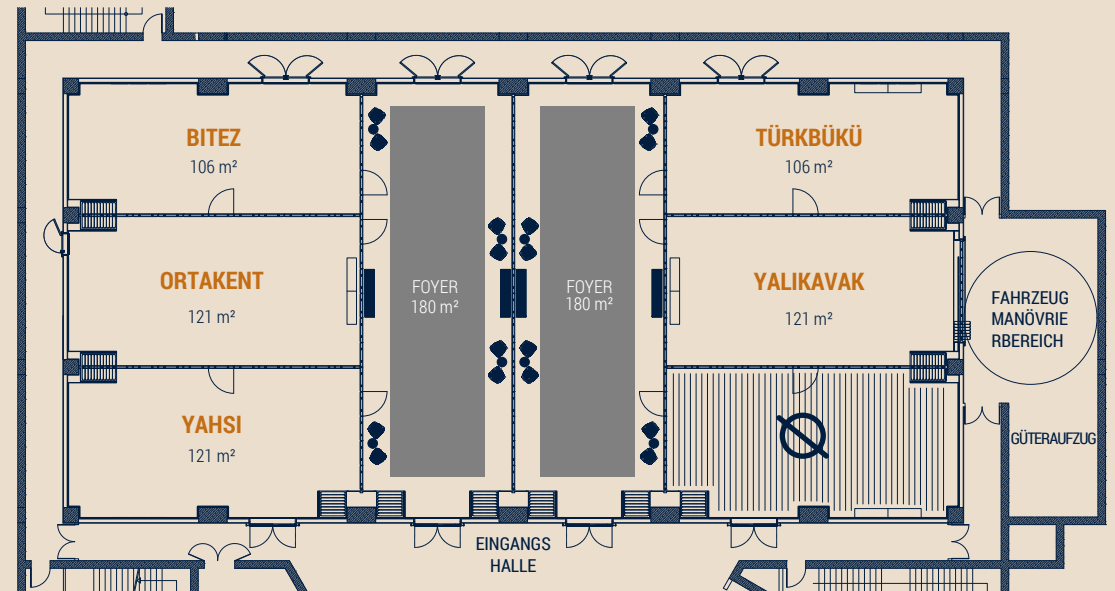 BITEZ
106 m²
TÜRKBÜKÜ
106 m²
ORTAKENT
121 m²
FOYER
180 m²
FOYER
180 m²
YALIKAVAK
121 m²
FAHRZEUG
MANÖVRIE
RBEREICH
YAHSI
121 m²
GÜTERAUFZUG
EINGANGS
HALLE